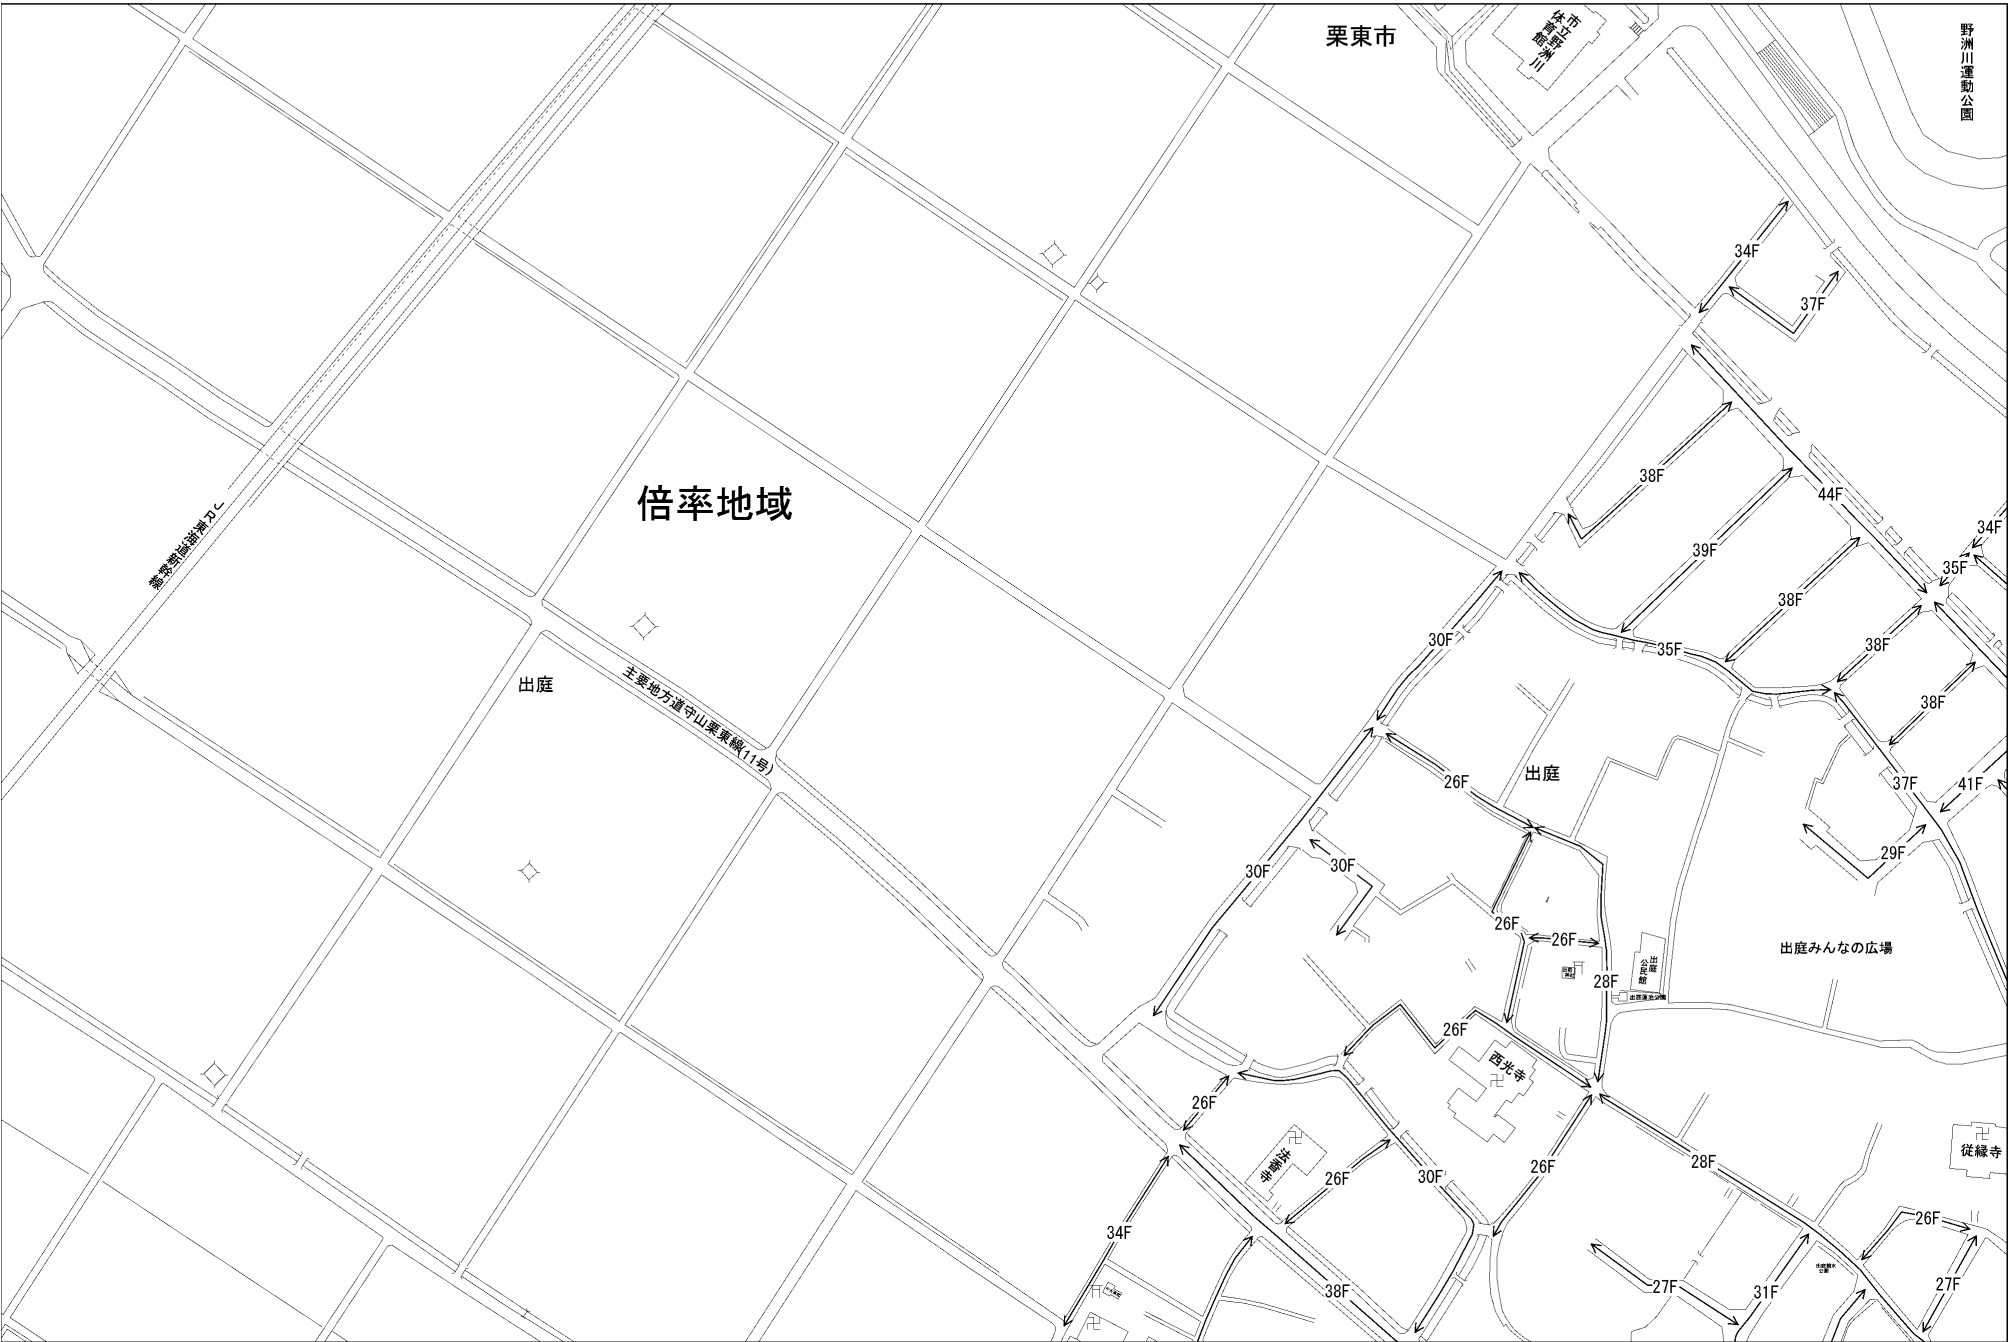 栗東市
市立野洲川
体育館
野洲川運動公園
34F
37F
38F
44F
倍率地域
JR東海道新幹線
39F
34F
35F
38F
30F
38F
35F
出庭
主要地方道守山栗東線(11号)
38F
出庭
26F
37F
41F
30F
30F
29F
26F
26F
出庭みんなの広場
出庭
公民館
28F
26F
西光寺
26F
法香寺
26F
30F
26F
28F
従縁寺
34F
26F
38F
27F
31F
27F